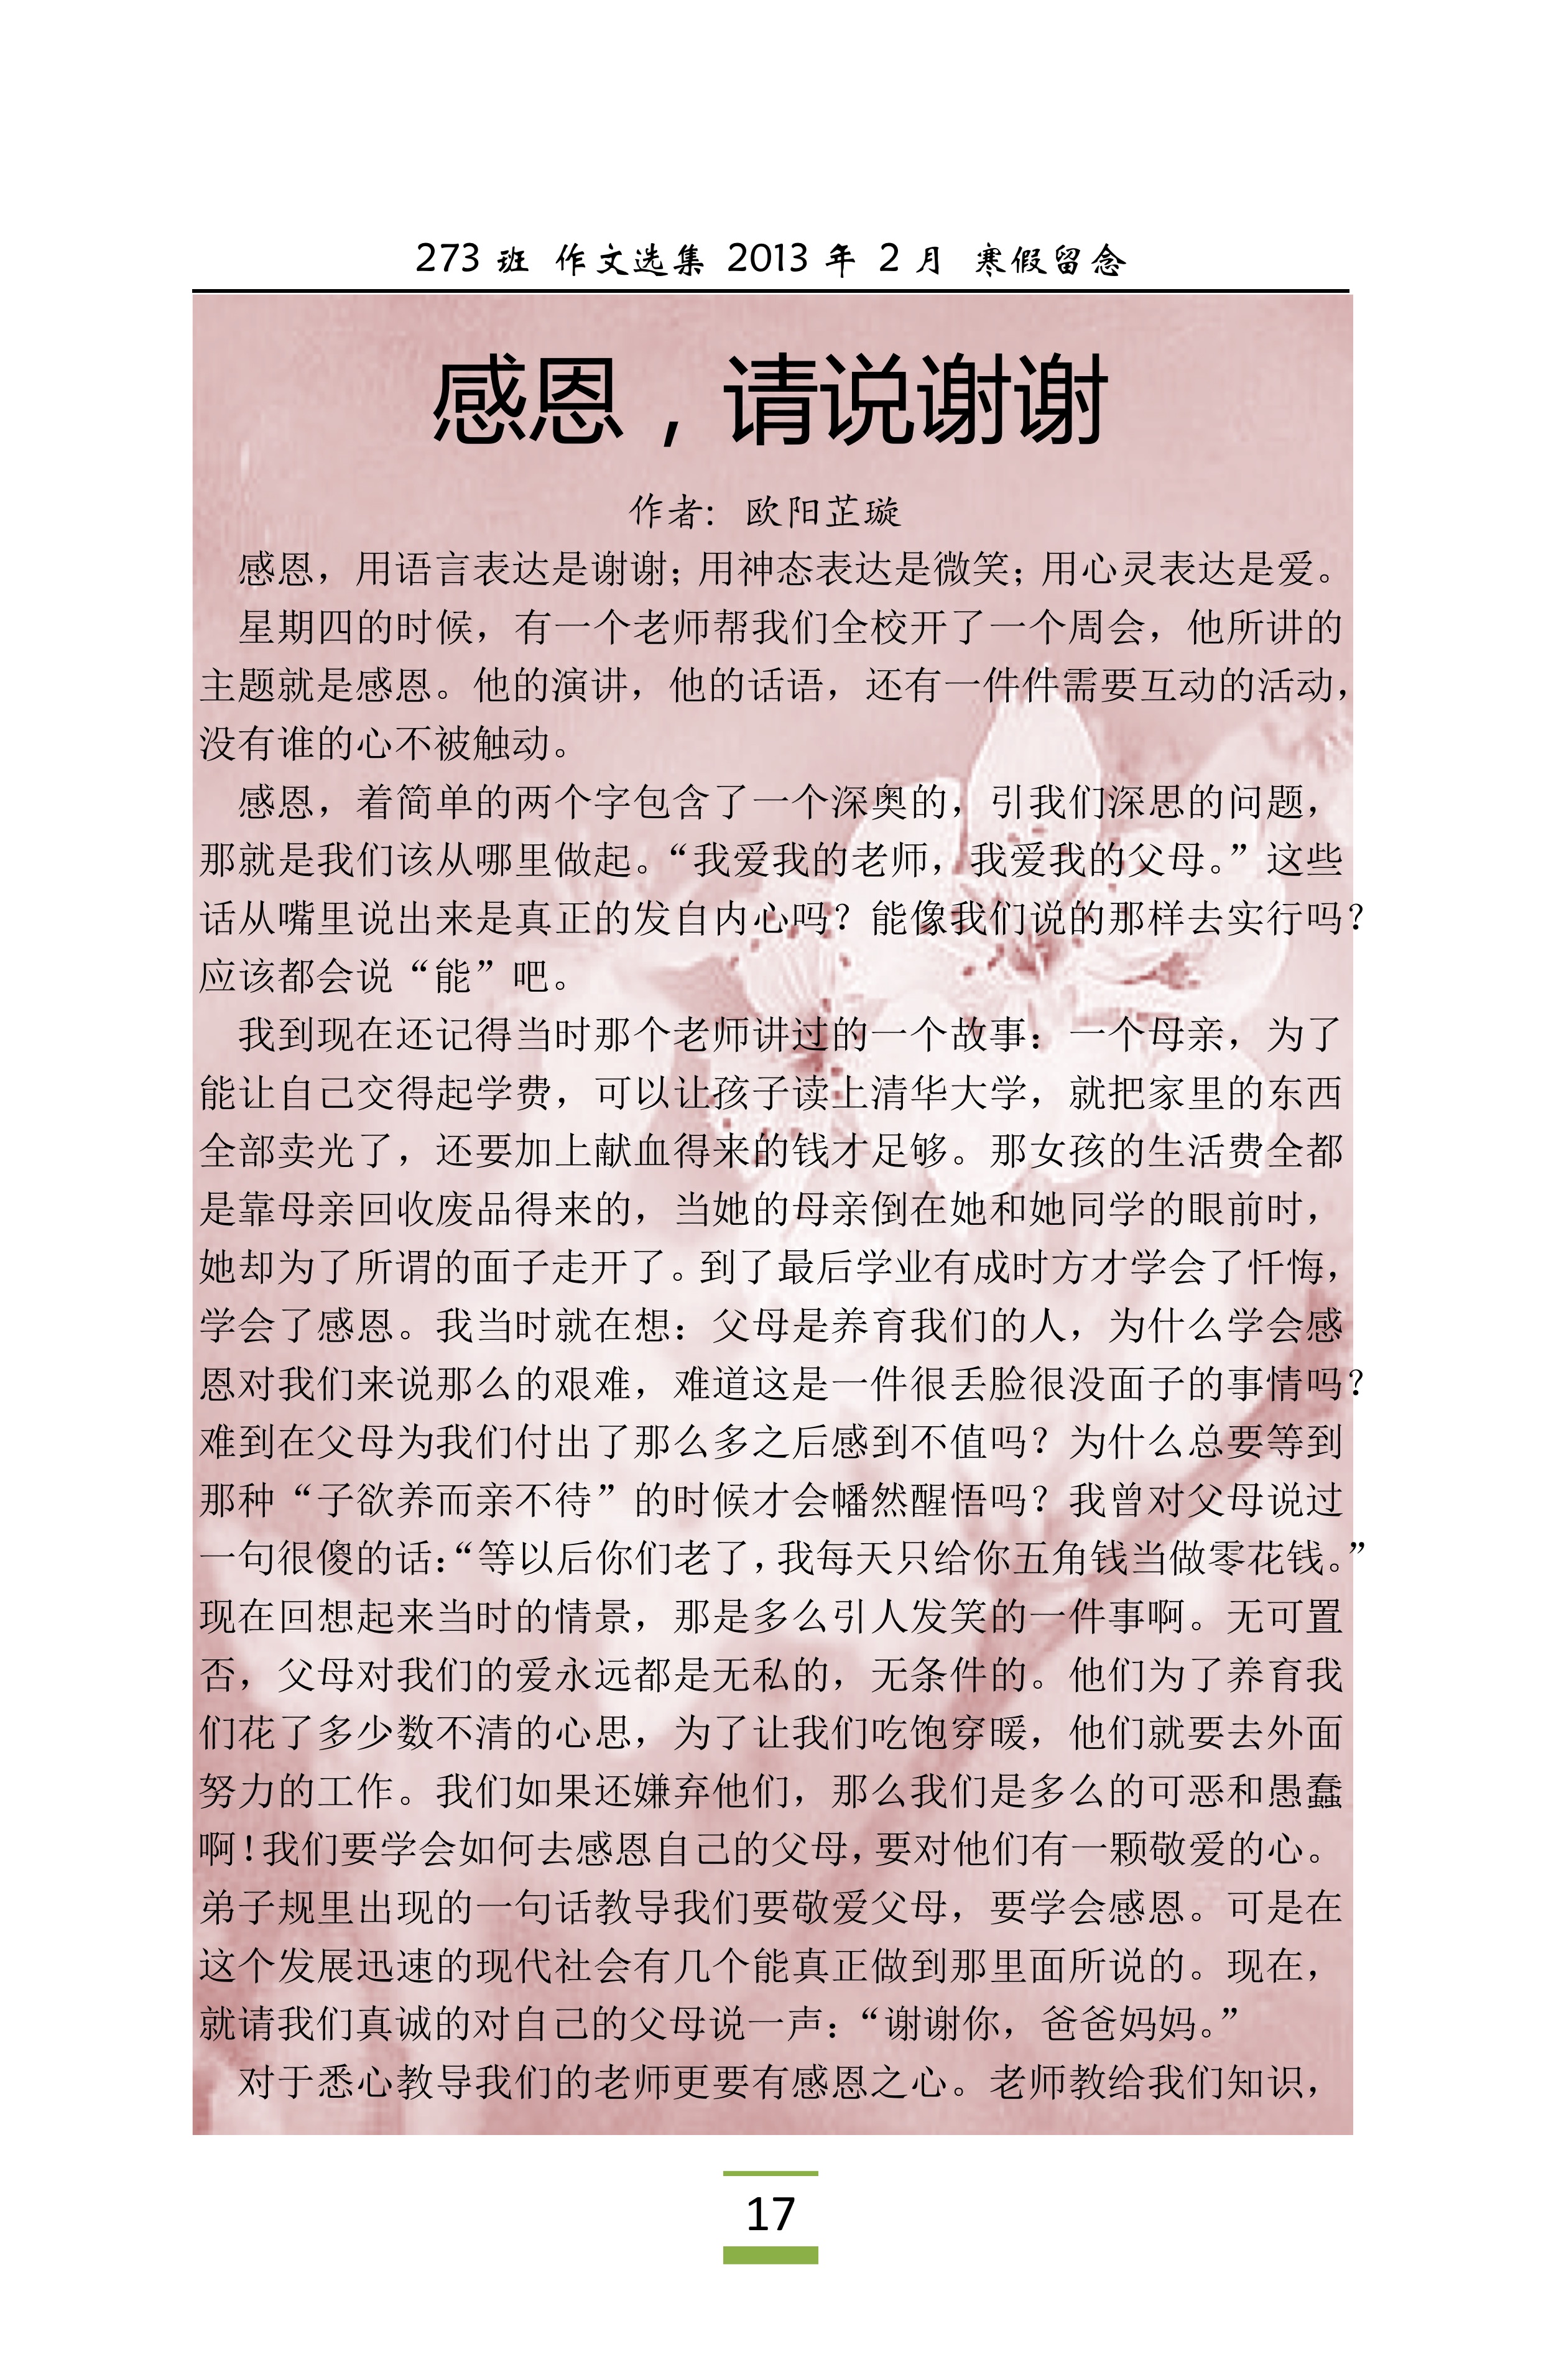 273 班 作文选集 2013 年 2 月 寒假留念
感恩，请说谢谢
作者：欧阳芷璇
感恩，用语言表达是谢谢；用神态表达是微笑；用心灵表达是爱。
星期四的时候，有一个老师帮我们全校开了一个周会，他所讲的
主题就是感恩。他的演讲，他的话语，还有一件件需要互动的活动，
没有谁的心不被触动。
感恩，着简单的两个字包含了一个深奥的，引我们深思的问题，
那就是我们该从哪里做起。“我爱我的老师，我爱我的父母。”这些
话从嘴里说出来是真正的发自内心吗？能像我们说的那样去实行吗？
应该都会说“能”吧。
我到现在还记得当时那个老师讲过的一个故事：一个母亲，为了
能让自己交得起学费，可以让孩子读上清华大学，就把家里的东西
全部卖光了，还要加上献血得来的钱才足够。那女孩的生活费全都
是靠母亲回收废品得来的，当她的母亲倒在她和她同学的眼前时，
她却为了所谓的面子走开了。到了最后学业有成时方才学会了忏悔，
学会了感恩。我当时就在想：父母是养育我们的人，为什么学会感
恩对我们来说那么的艰难，难道这是一件很丢脸很没面子的事情吗？
难到在父母为我们付出了那么多之后感到不值吗？为什么总要等到
那种“子欲养而亲不待”的时候才会幡然醒悟吗？我曾对父母说过
一句很傻的话：“等以后你们老了，我每天只给你五角钱当做零花钱。”
现在回想起来当时的情景，那是多么引人发笑的一件事啊。无可置
否，父母对我们的爱永远都是无私的，无条件的。他们为了养育我
们花了多少数不清的心思，为了让我们吃饱穿暖，他们就要去外面
努力的工作。我们如果还嫌弃他们，那么我们是多么的可恶和愚蠢
啊！我们要学会如何去感恩自己的父母，要对他们有一颗敬爱的心。
弟子规里出现的一句话教导我们要敬爱父母，要学会感恩。可是在
这个发展迅速的现代社会有几个能真正做到那里面所说的。现在，
就请我们真诚的对自己的父母说一声：“谢谢你，爸爸妈妈。”
对于悉心教导我们的老师更要有感恩之心。老师教给我们知识，
17